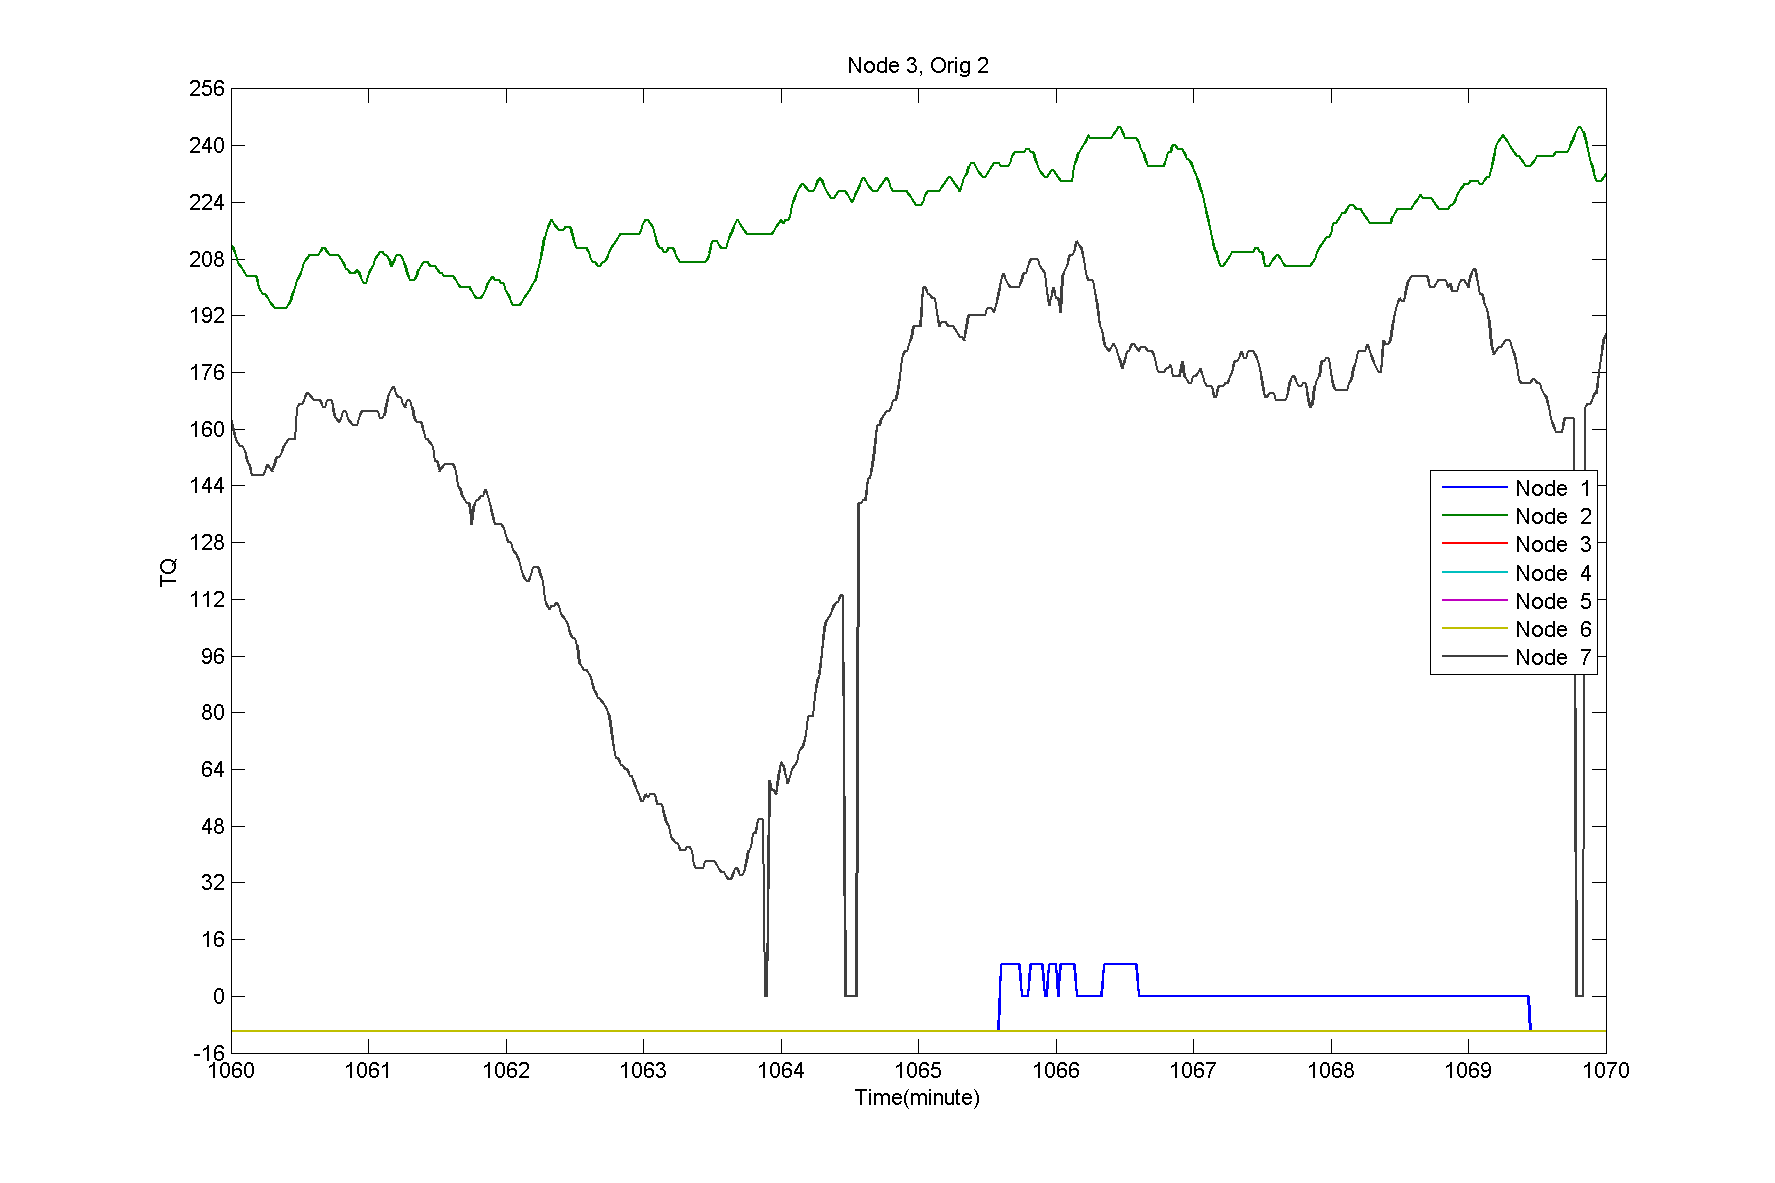 Node 3, Orig 2
256
240
224
208
192
176
160
144
128
112
96
80
64
48
32
16
0
-16
TQ
Node 1
Node 2
Node 3
Node 4
Node 5
Node 6
Node 7
1060 1061 1062 1063 1064 1065 1066 1067 1068 1069 1070
Time(minute)